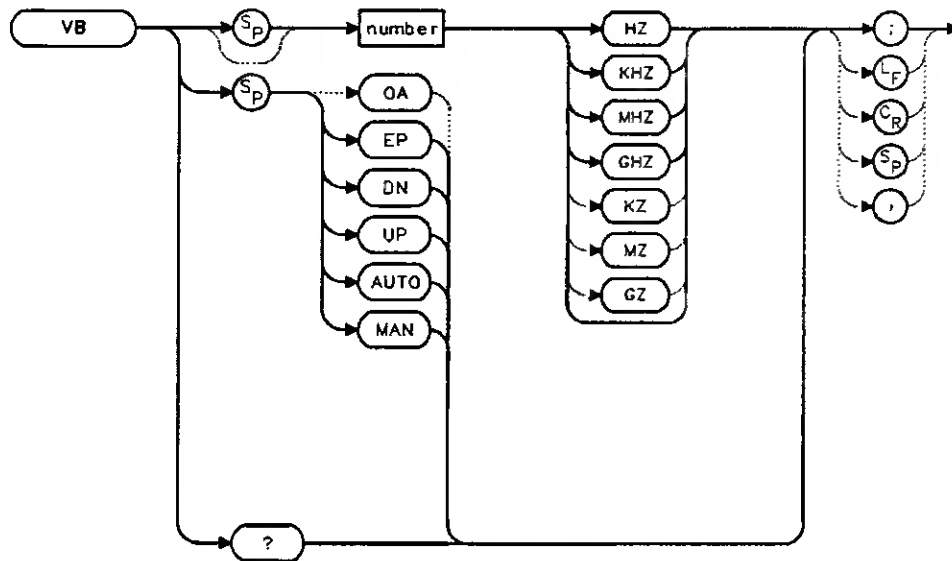 VB SP number HZ ;
KHZ LF
SP OA MHZ CR
EP GHZ SP
DN KZ ,
UP MZ
AUTO GZ
MAN
?